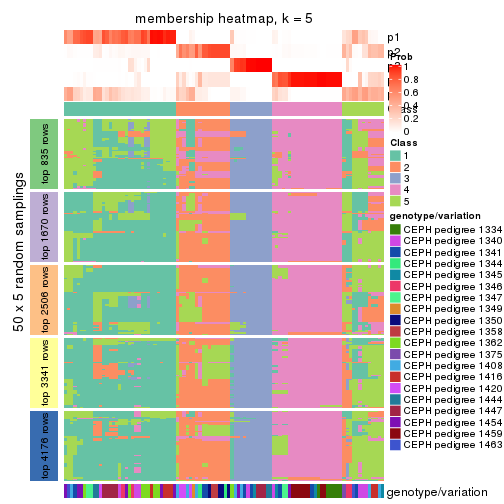 membership heatmap, k = 5
p1
p2
Prob
1
0.8
0.6
0.4
0.2
0
Class
1
2
3
4
5
genotype/variation
CEPH pedigree 1334
CEPH pedigree 1340
CEPH pedigree 1341
CEPH pedigree 1344
CEPH pedigree 1345
CEPH pedigree 1346
CEPH pedigree 1347
CEPH pedigree 1349
CEPH pedigree 1350
CEPH pedigree 1358
CEPH pedigree 1362
CEPH pedigree 1375
CEPH pedigree 1408
CEPH pedigree 1416
CEPH pedigree 1420
CEPH pedigree 1444
CEPH pedigree 1447
CEPH pedigree 1454
CEPH pedigree 1459
CEPH pedigree 1463
50 x 5 random samplings
top 835 rows
top 1670 rows
top 2506 rows
top 3341 rows
top 4176 rows
genotype/variation